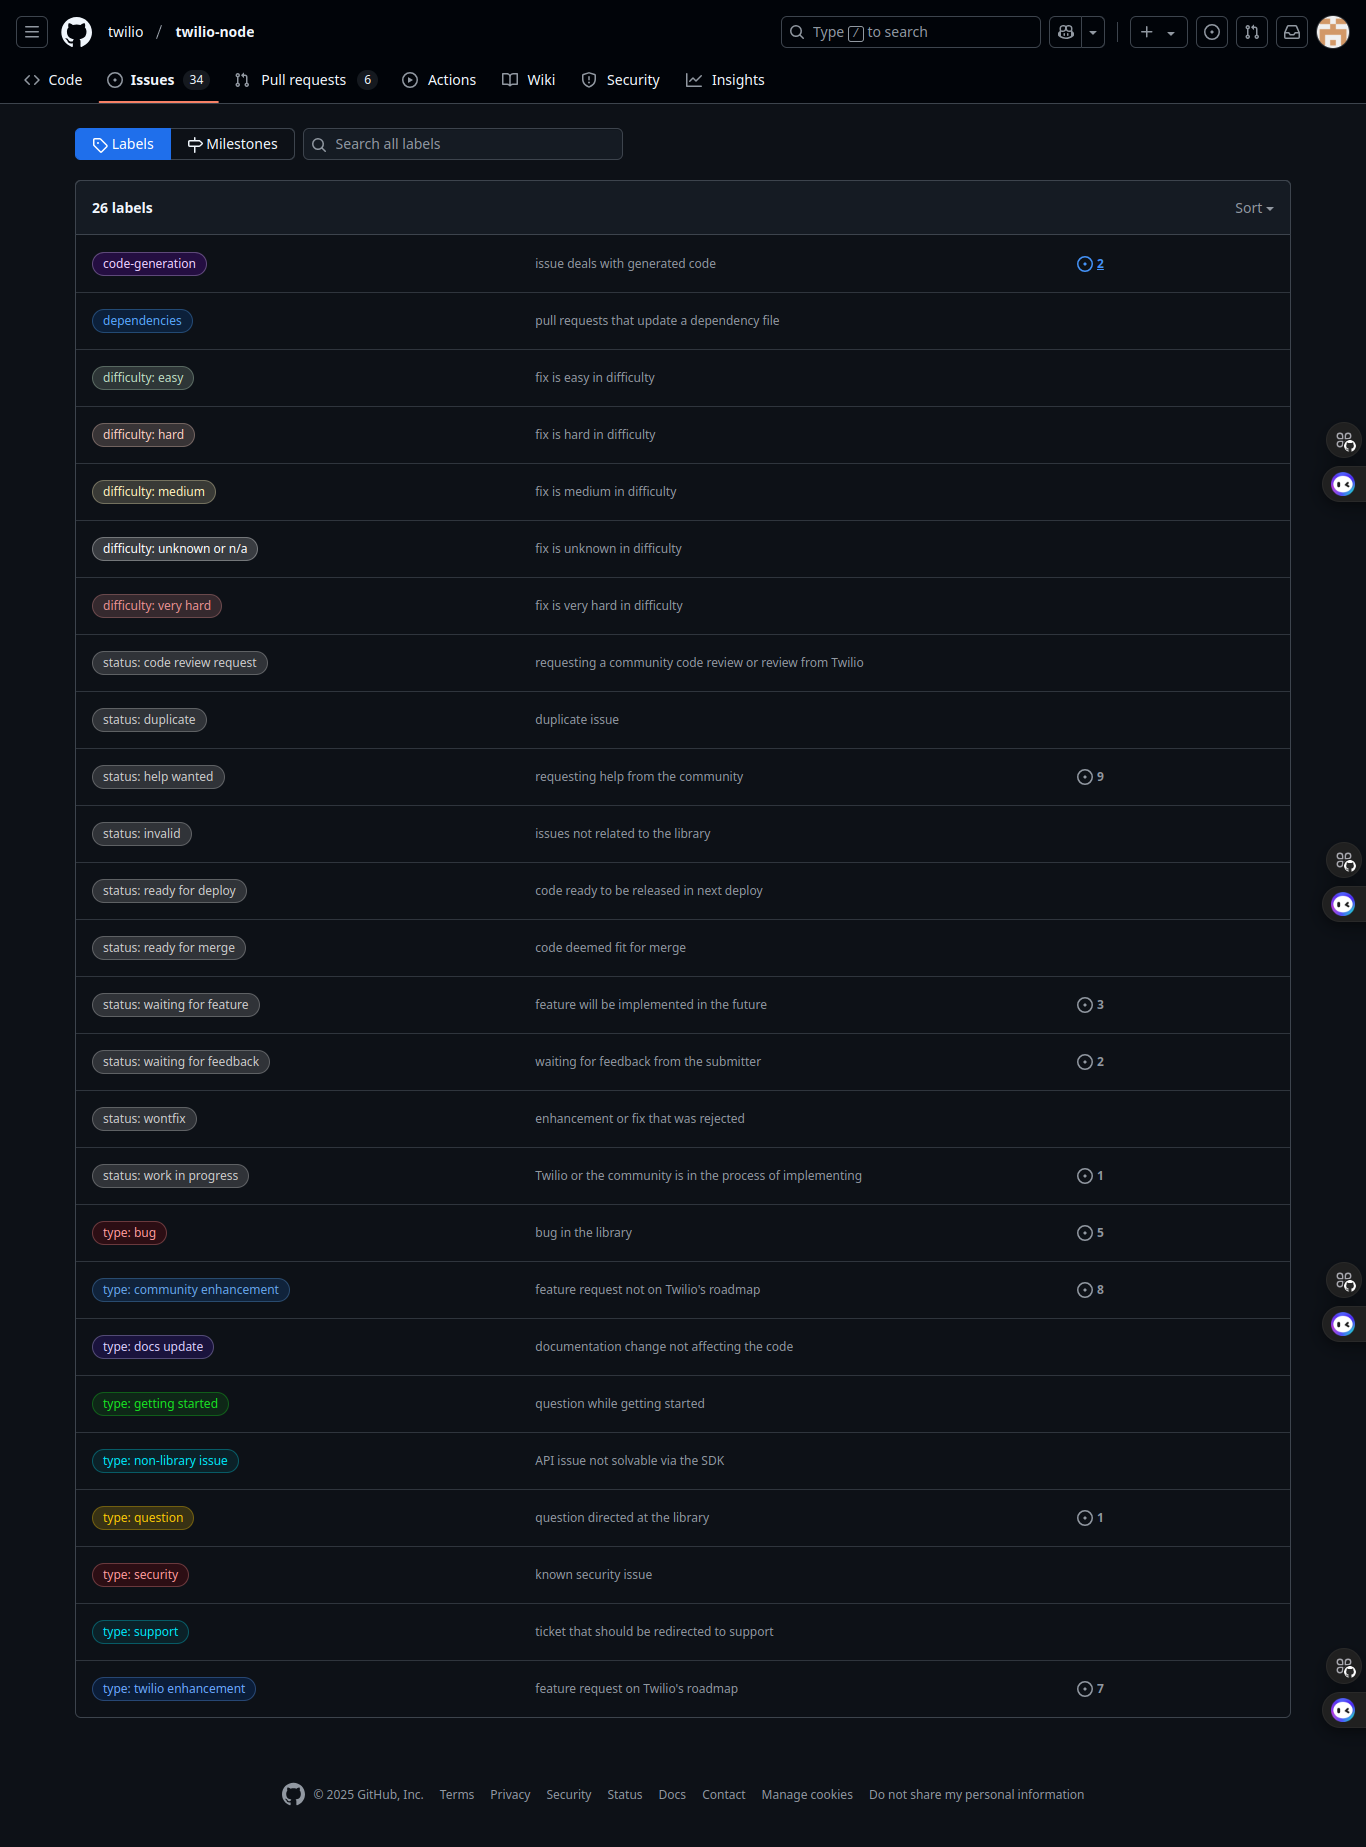 twilio / twilio-node
Type / to search
Code
Issues 34
Pull requests 6
Actions
Wiki
Security
Insights
Labels
Milestones
Search all labels
26 labels
Sort
code-generation issue deals with generated code 2
dependencies pull requests that update a dependency file
difficulty: easy fix is easy in difficulty
difficulty: hard fix is hard in difficulty
difficulty: medium fix is medium in difficulty
difficulty: unknown or n/a fix is unknown in difficulty
difficulty: very hard fix is very hard in difficulty
status: code review request requesting a community code review or review from Twilio
status: duplicate duplicate issue
status: help wanted requesting help from the community 9
status: invalid issues not related to the library
status: ready for deploy code ready to be released in next deploy
status: ready for merge code deemed fit for merge
status: waiting for feature feature will be implemented in the future 3
status: waiting for feedback waiting for feedback from the submitter 2
status: wontfix enhancement or fix that was rejected
status: work in progress Twilio or the community is in the process of implementing 1
type: bug bug in the library 5
type: community enhancement feature request not on Twilio's roadmap 8
type: docs update documentation change not affecting the code
type: getting started question while getting started
type: non-library issue API issue not solvable via the SDK
type: question question directed at the library 1
type: security known security issue
type: support ticket that should be redirected to support
type: twilio enhancement feature request on Twilio's roadmap 7
© 2025 GitHub, Inc. Terms Privacy Security Status Docs Contact Manage cookies Do not share my personal information